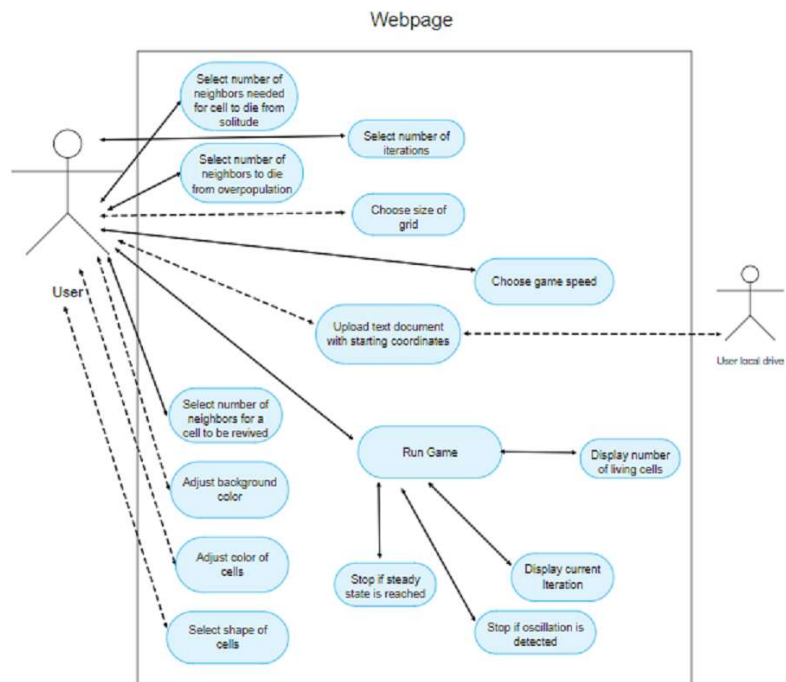 Webpage
Select number of
neighbors needed
for cell to die from
solitude
Select number of
iterations
Select number of
neighbors to die
from overpopulation
Choose size of
grid
Choose game speed
User
Upload text document
with starting coordinates
User local drive
Select number of
neighbors for a
cell to be revived
Run Game
Display number
of living cells
Adjust background
color
Adjust color of
cells
Stop if steady
state is reached
Display current
Iteration
Select shape of
cells
Stop if oscillation is
detected